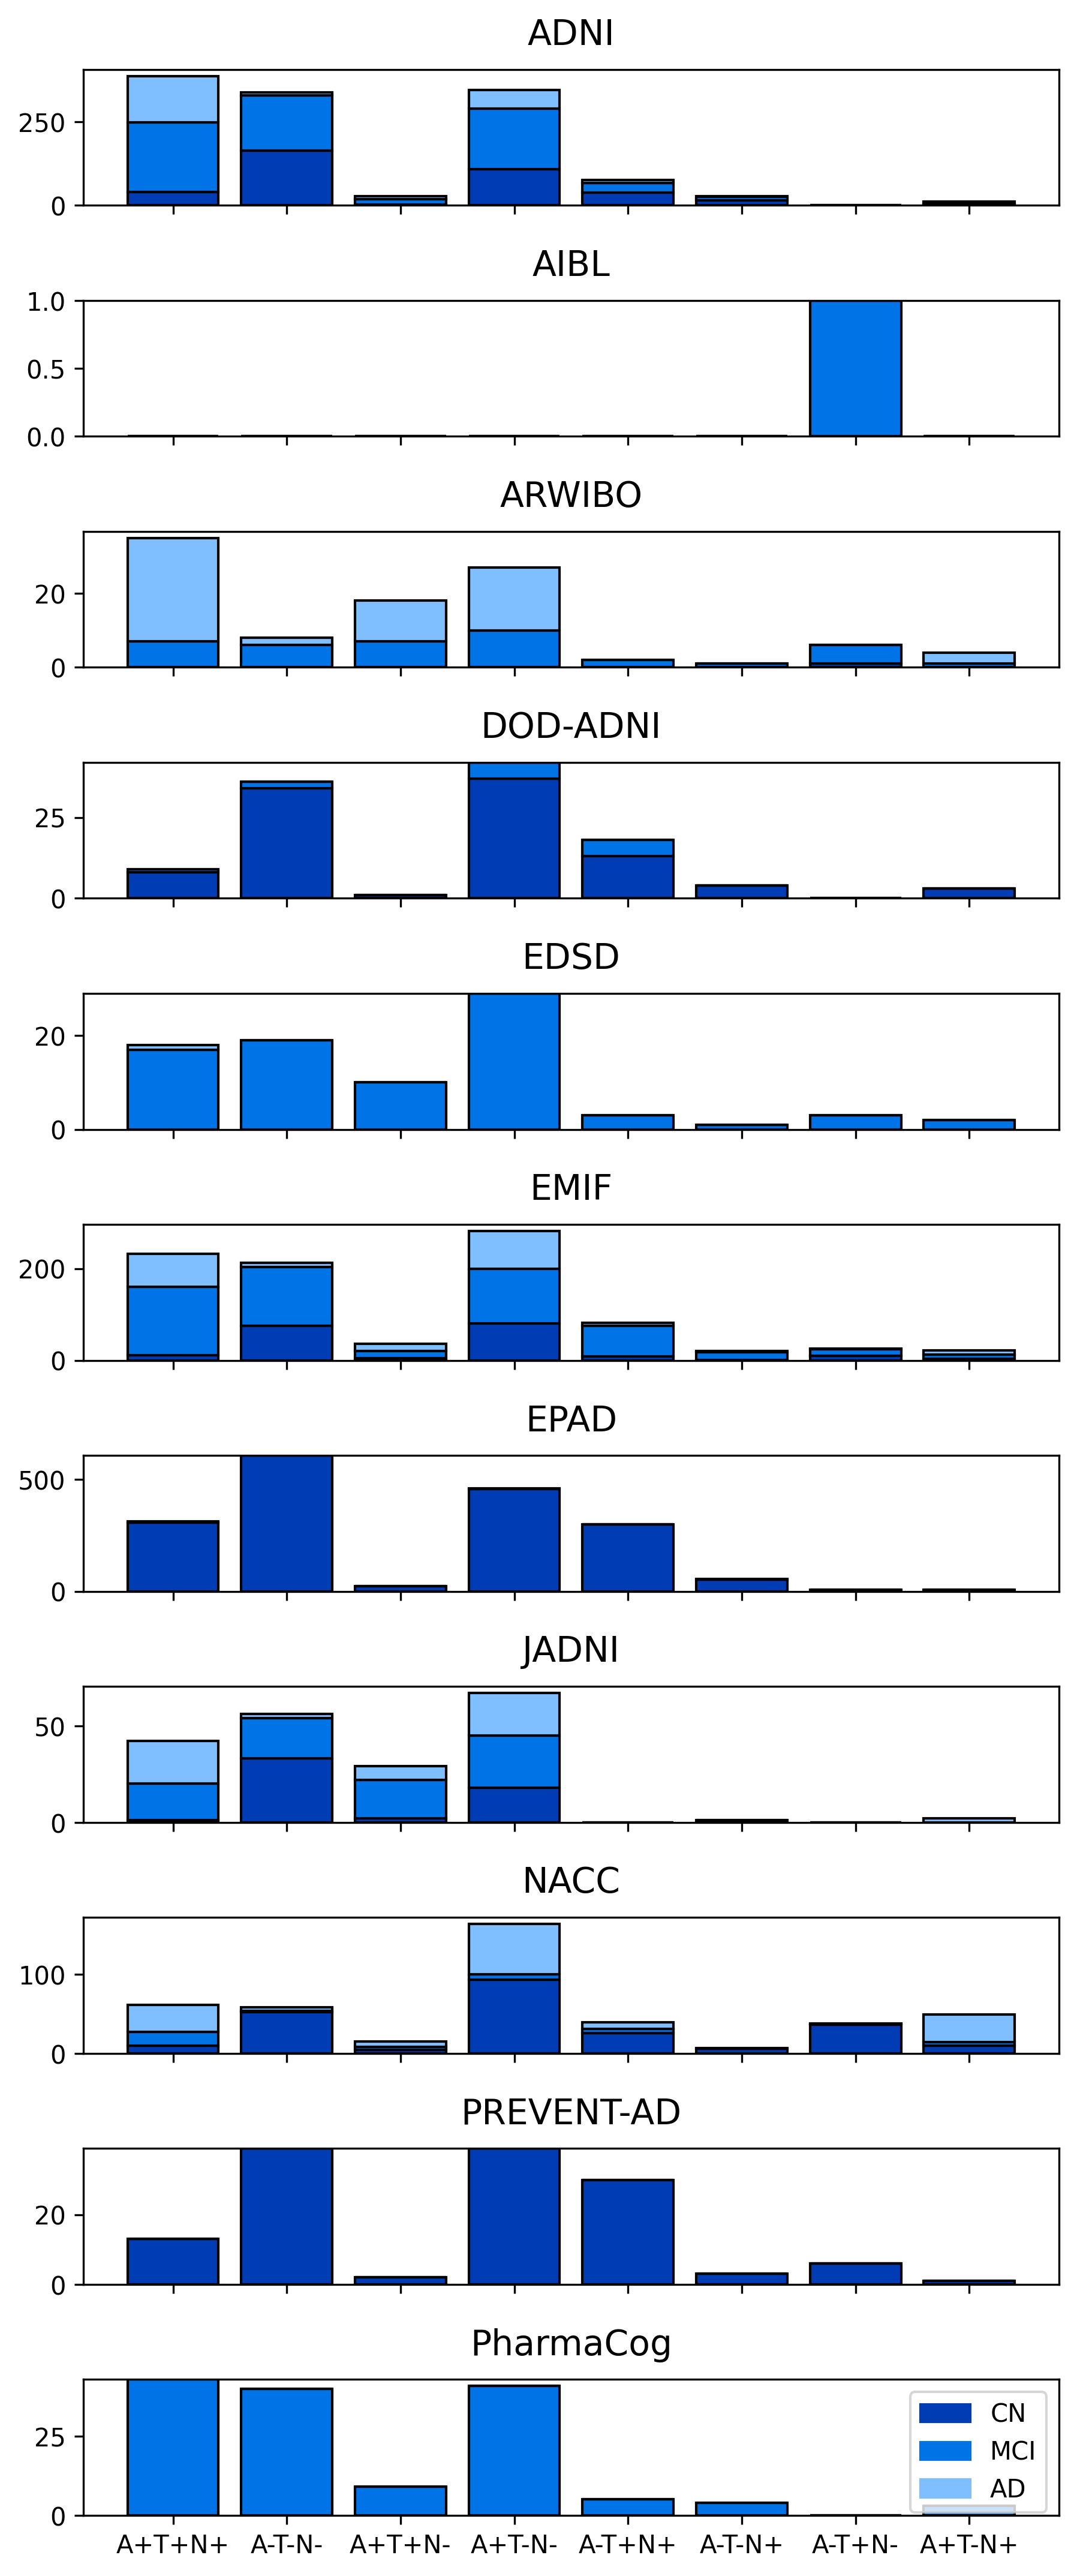 ADNI
250
0
AIBL
1.0
0.5
0.0
ARWIBO
20
0
DOD-ADNI
25
0
EDSD
20
0
EMIF
200
0
EPAD
500
0
JADNI
50
0
NACC
100
0
PREVENT-AD
20
0
PharmaCog
25
0
CN
MCI
AD
A+T+N+ A-T-N- A+T+N- A+T-N- A-T+N+ A-T-N+ A-T+N- A+T-N+